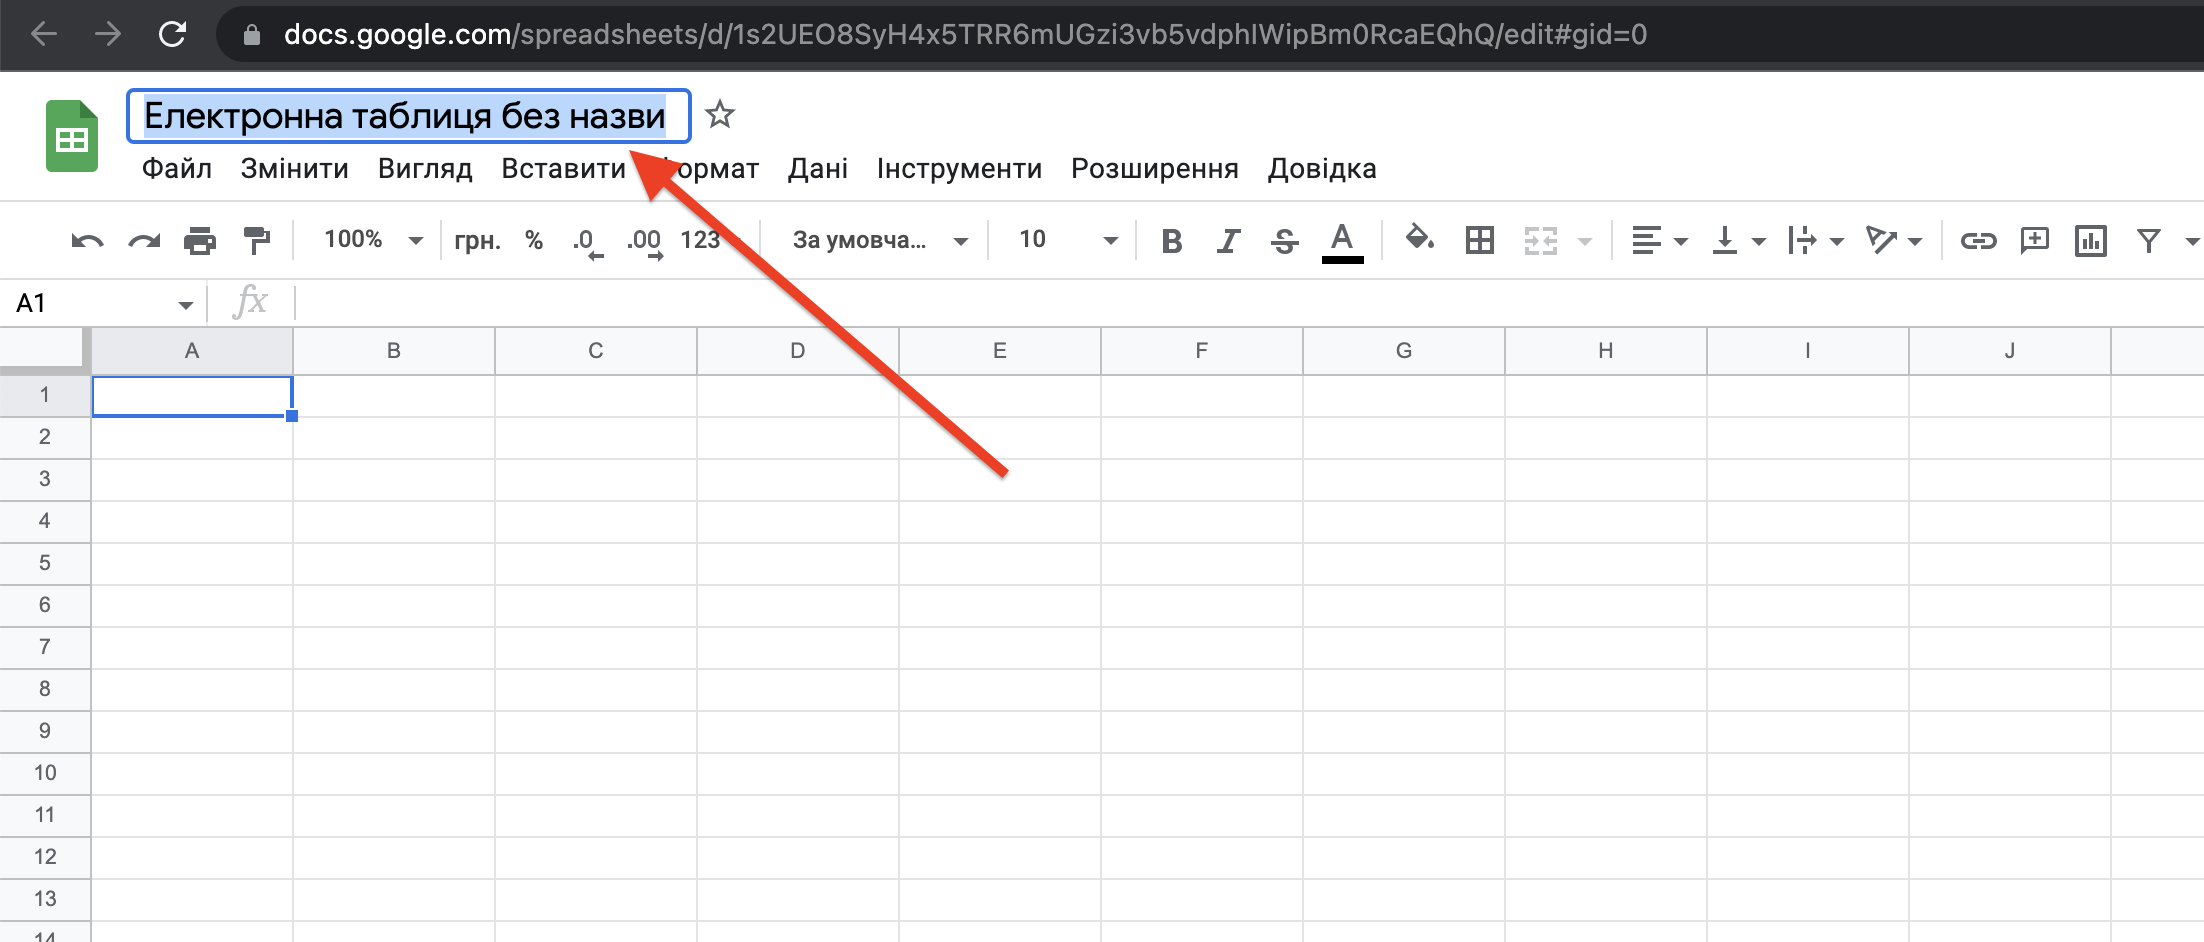 docs.google.com/spreadsheets/d/1s2UEO8SyH4x5TRR6mUGzi3vb5vdphIWipBm0RcaEQhQ/edit#gid=0
Електронна таблиця без назви
Файл Змінити Вигляд Вставити ормат Дані Інструменти Розширення Довідка
100% грн. % .0 .00 123 За умовча... 10 B I S A
A1 fx
A B C D E F G H I J
1
2
3
4
5
6
7
8
9
10
11
12
13
14